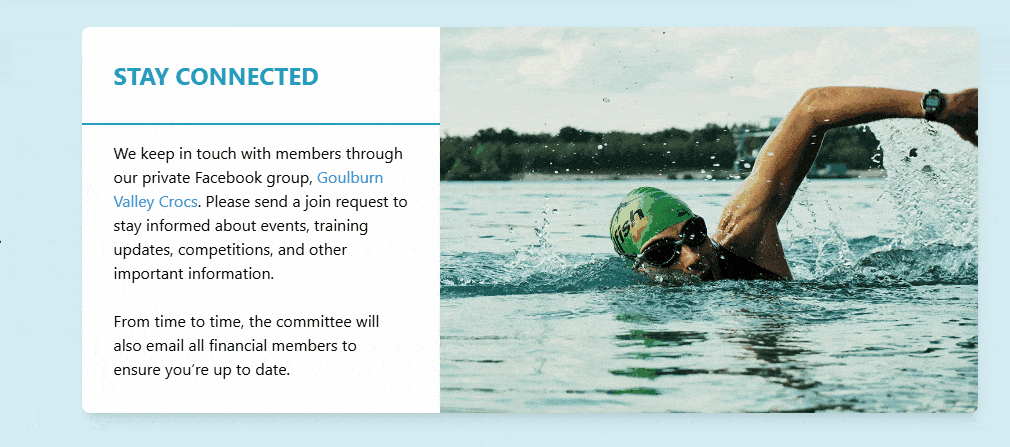 STAY CONNECTED
We keep in touch with members through
our private Facebook group, Goulburn
Valley Crocs. Please send a join request to
stay informed about events, training
updates, competitions, and other
important information.
From time to time, the committee will
also email all financial members to
ensure you’re up to date.